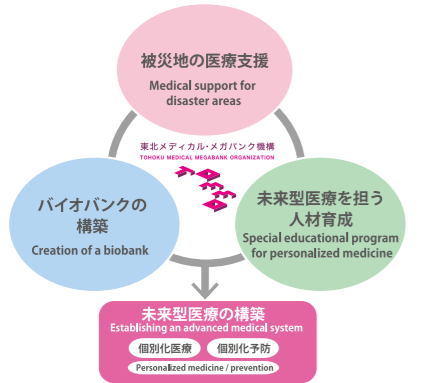 被災地の医療支援
Medical support for
disaster areas
東北メディカル・メガバンク機構
TOHOKU MEDICAL MEGABANK ORGANIZATION
バイオバンクの
構築
Creation of a biobank
未来型医療を担う
人材育成
Special educational program
for personalized medicine
未来型医療の構築
Establishing an advanced medical system
個別化医療 個別化予防
Personalized medicine / prevention